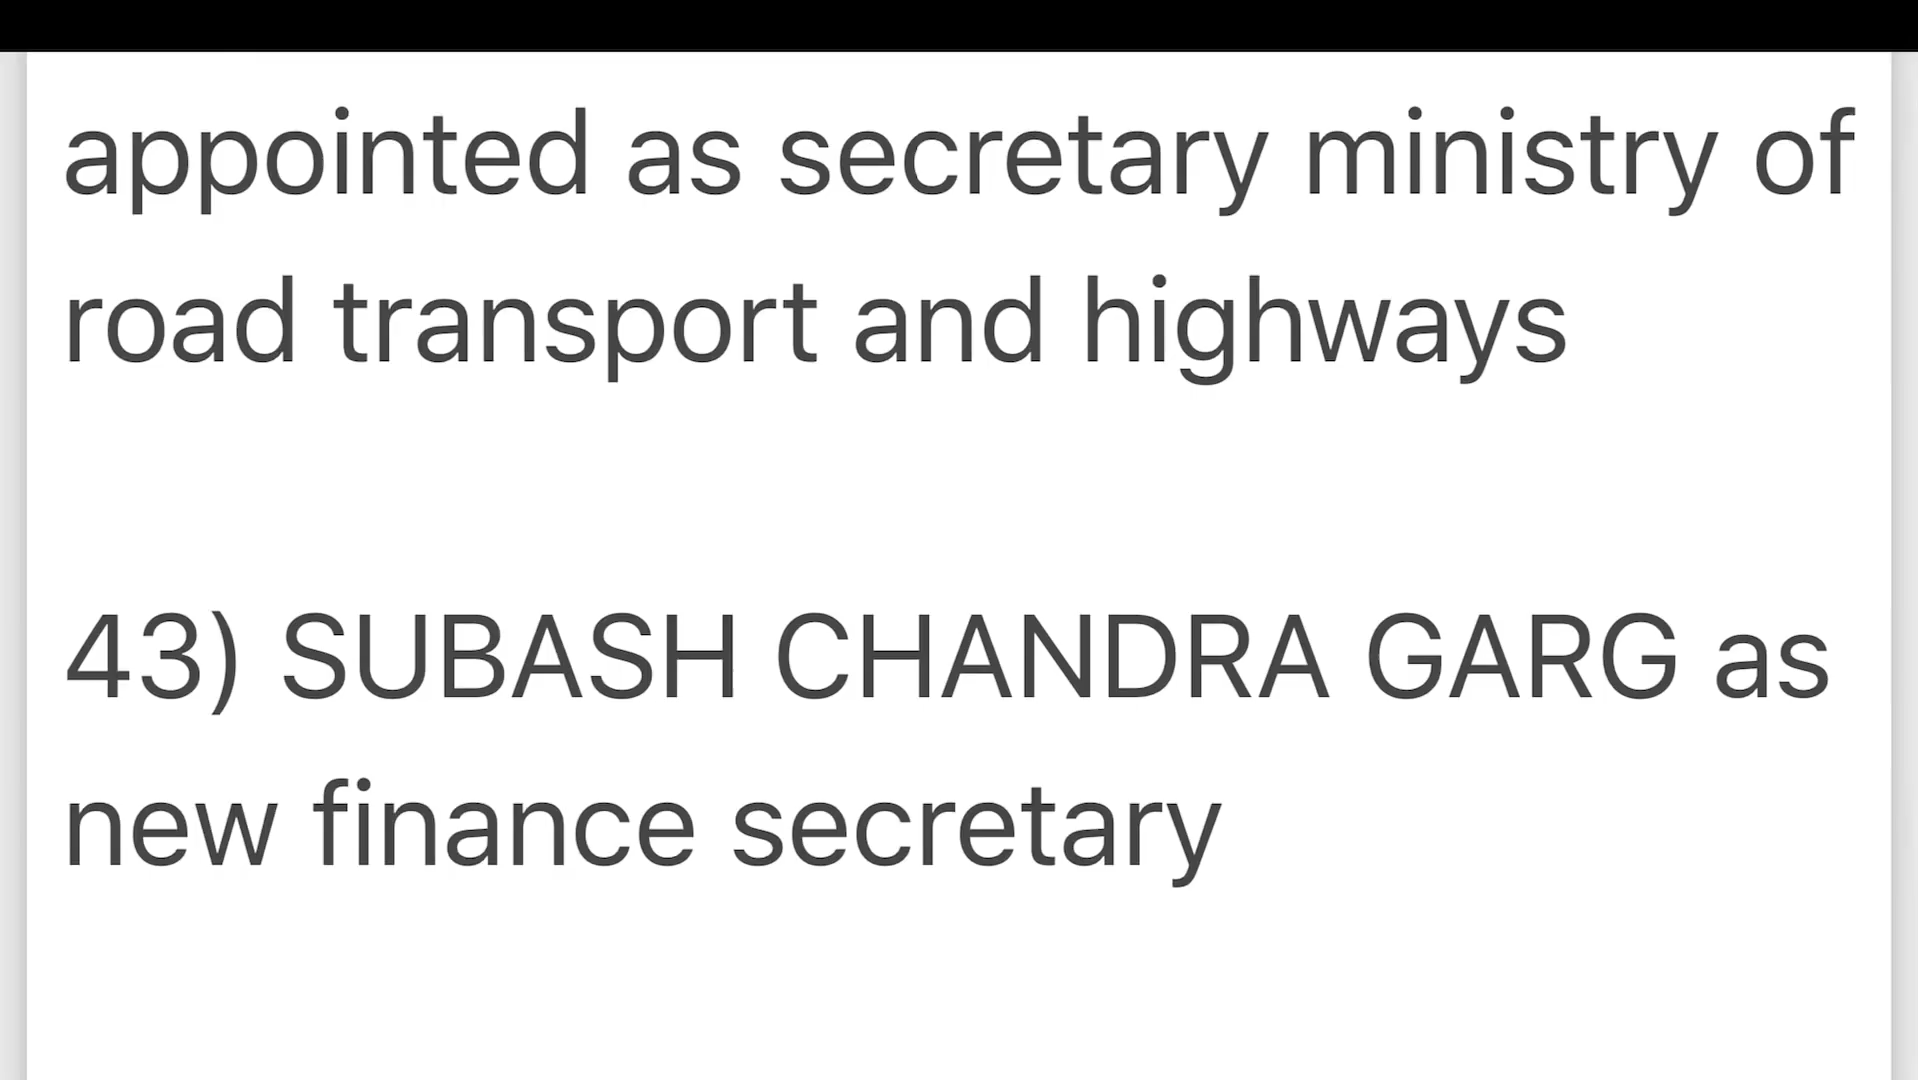 appointed as secretary ministry of
road transport and highways
43) SUBASH CHANDRA GARG as
new finance secretary